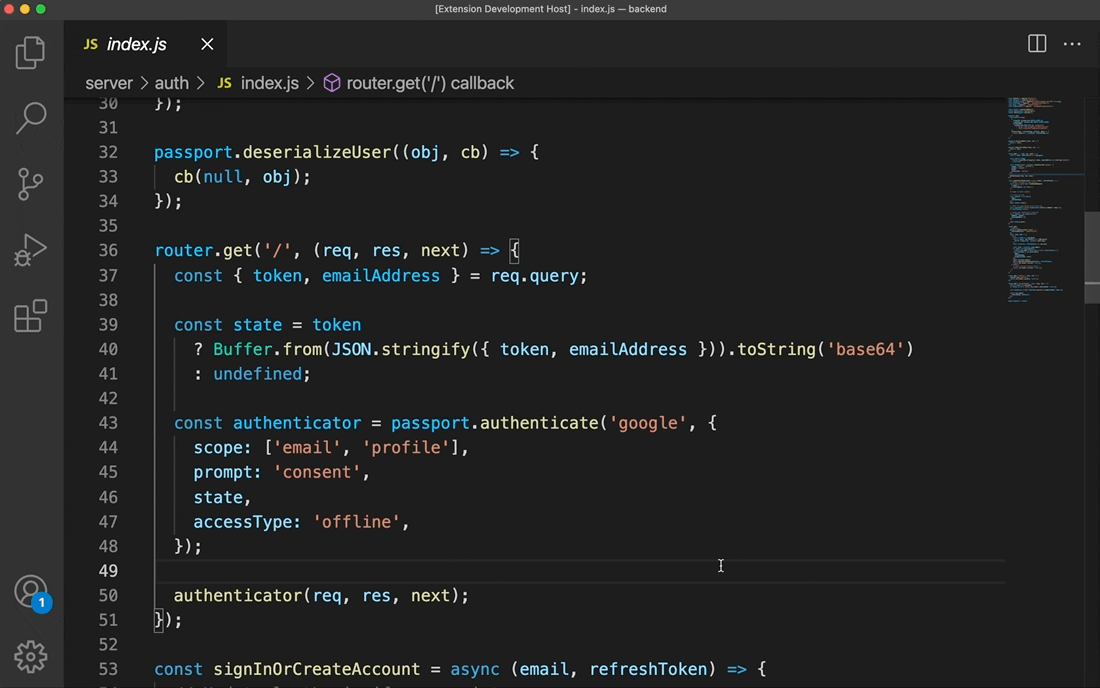 [Extension Development Host] - index.js — backend
JS index.js
server > auth > JS index.js > router.get('/') callback
30 });
31
32 passport.deserializeUser((obj, cb) => {
33 cb(null, obj);
34 });
35
36 router.get('/', (req, res, next) => {
37 const { token, emailAddress } = req.query;
38
39 const state = token
40 ? Buffer.from(JSON.stringify({ token, emailAddress })).toString('base64')
41 : undefined;
42
43 const authenticator = passport.authenticate('google', {
44 scope: ['email', 'profile'],
45 prompt: 'consent',
46 state,
47 accessType: 'offline',
48 });
49
50 authenticator(req, res, next);
51 });
52
53 const signInOrCreateAccount = async (email, refreshToken) => {
1